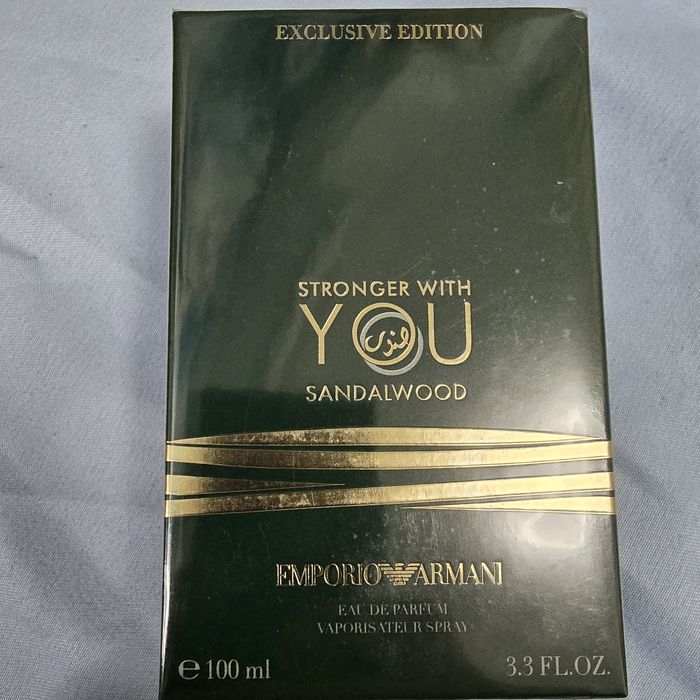 EXCLUSIVE EDITION
STRONGER WITH
YOU
صندل
SANDALWOOD
EMPORIO ARMANI
EAU DE PARFUM
VAPORISATEUR SPRAY
℮ 100 ml 3.3 FL.OZ.